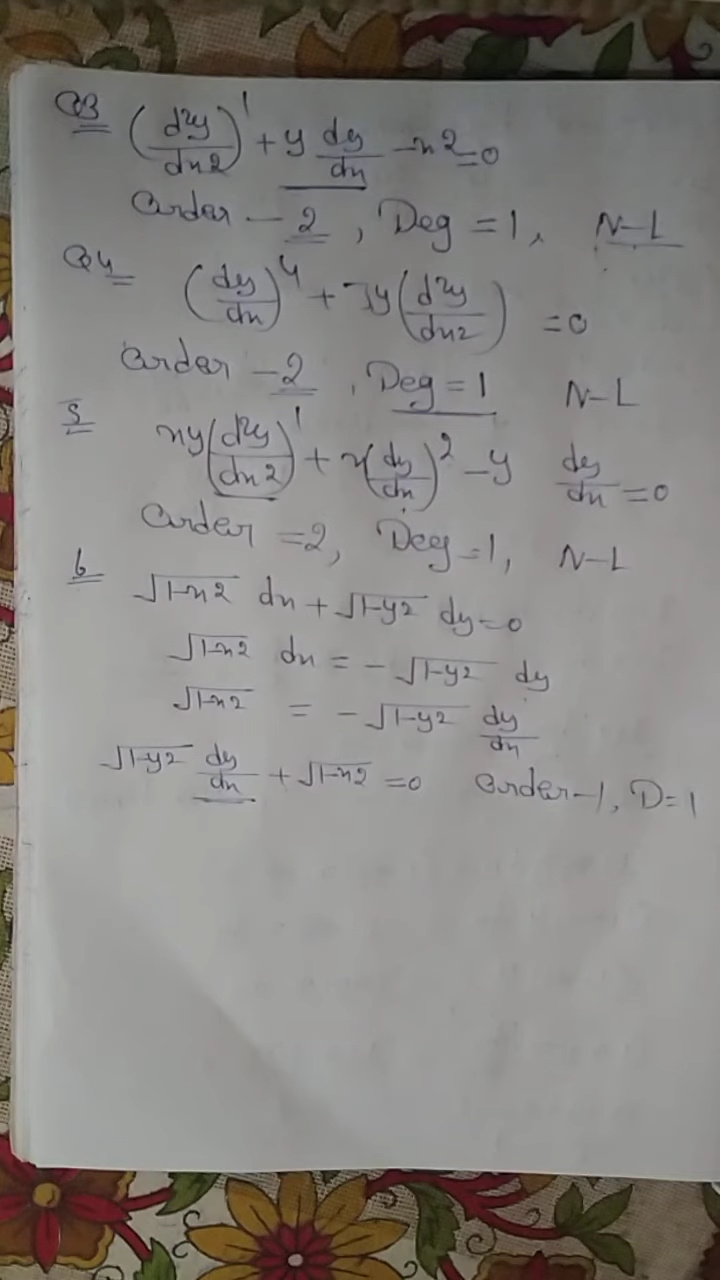 Q3 (d²y/dx2)¹ + y dy/dx - x2 = 0
Order - 2, Deg = 1, N-L
Q4 (dy/dx)⁴ + 7y(d²y/dx2) = 0
Order - 2, Deg = 1 N-L
5 xy(d²y/dx2)¹ + x(dy/dx)² - y dy/dx = 0
Order = 2, Deg = 1, N-L
6 √1-x2 dx + √1-y2 dy = 0
√1-x2 dx = - √1-y2 dy
√1-x2 = - √1-y2 dy/dx
√1-y2 dy/dx + √1-x2 = 0 Order - 1, D = 1